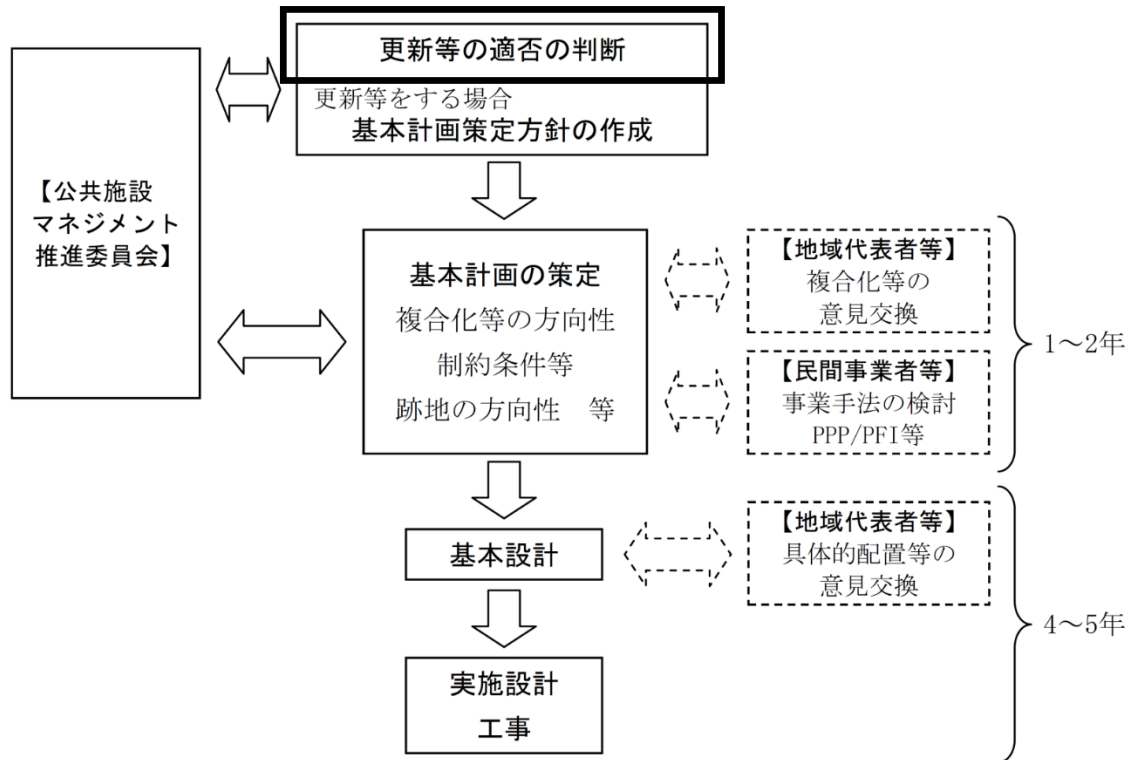 更新等の適否の判断
更新等をする場合
基本計画策定方針の作成
【公共施設
マネジメント
推進委員会】
基本計画の策定
複合化等の方向性
制約条件等
跡地の方向性　等
【地域代表者等】
複合化等の
意見交換
【民間事業者等】
事業手法の検討
PPP/PFI等
1～2年
基本設計
【地域代表者等】
具体的配置等の
意見交換
4～5年
実施設計
工事